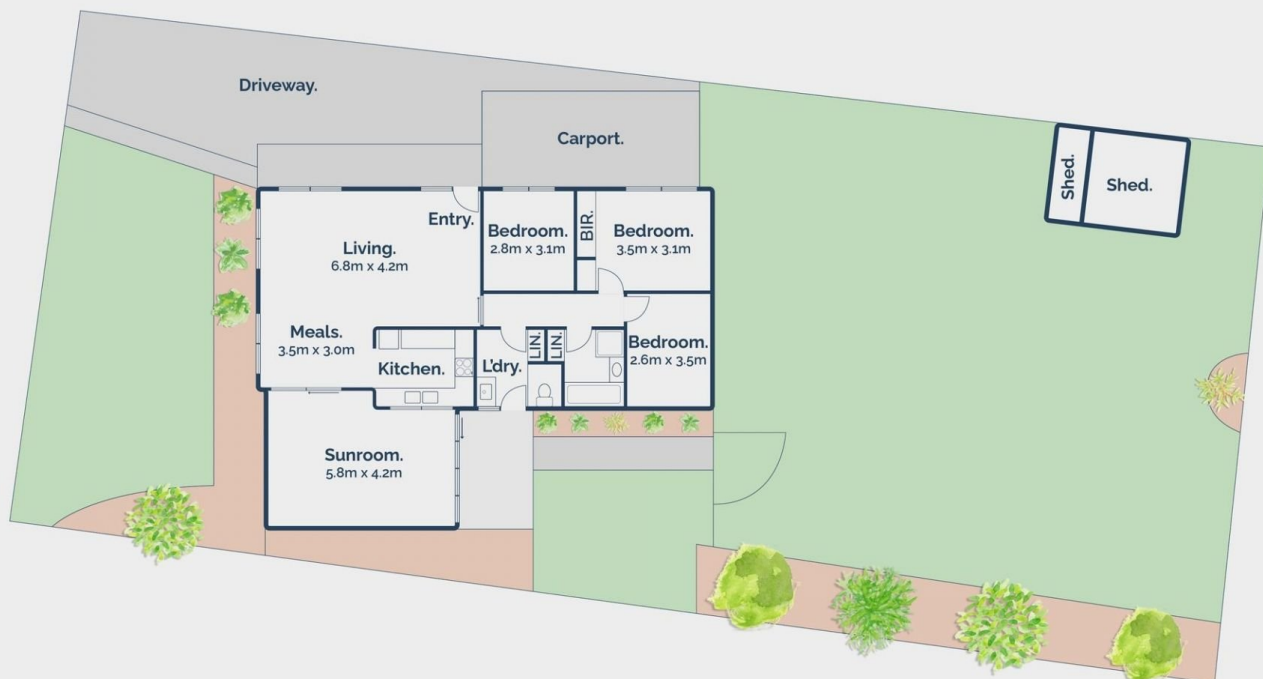 Driveway.
Carport.
Shed.
Shed.
Entry.
Living.
6.8m x 4.2m
Bedroom.
2.8m x 3.1m
BIR.
Bedroom.
3.5m x 3.1m
Meals.
3.5m x 3.0m
Kitchen.
L'dry.
LIN.
LIN.
Bedroom.
2.6m x 3.5m
Sunroom.
5.8m x 4.2m